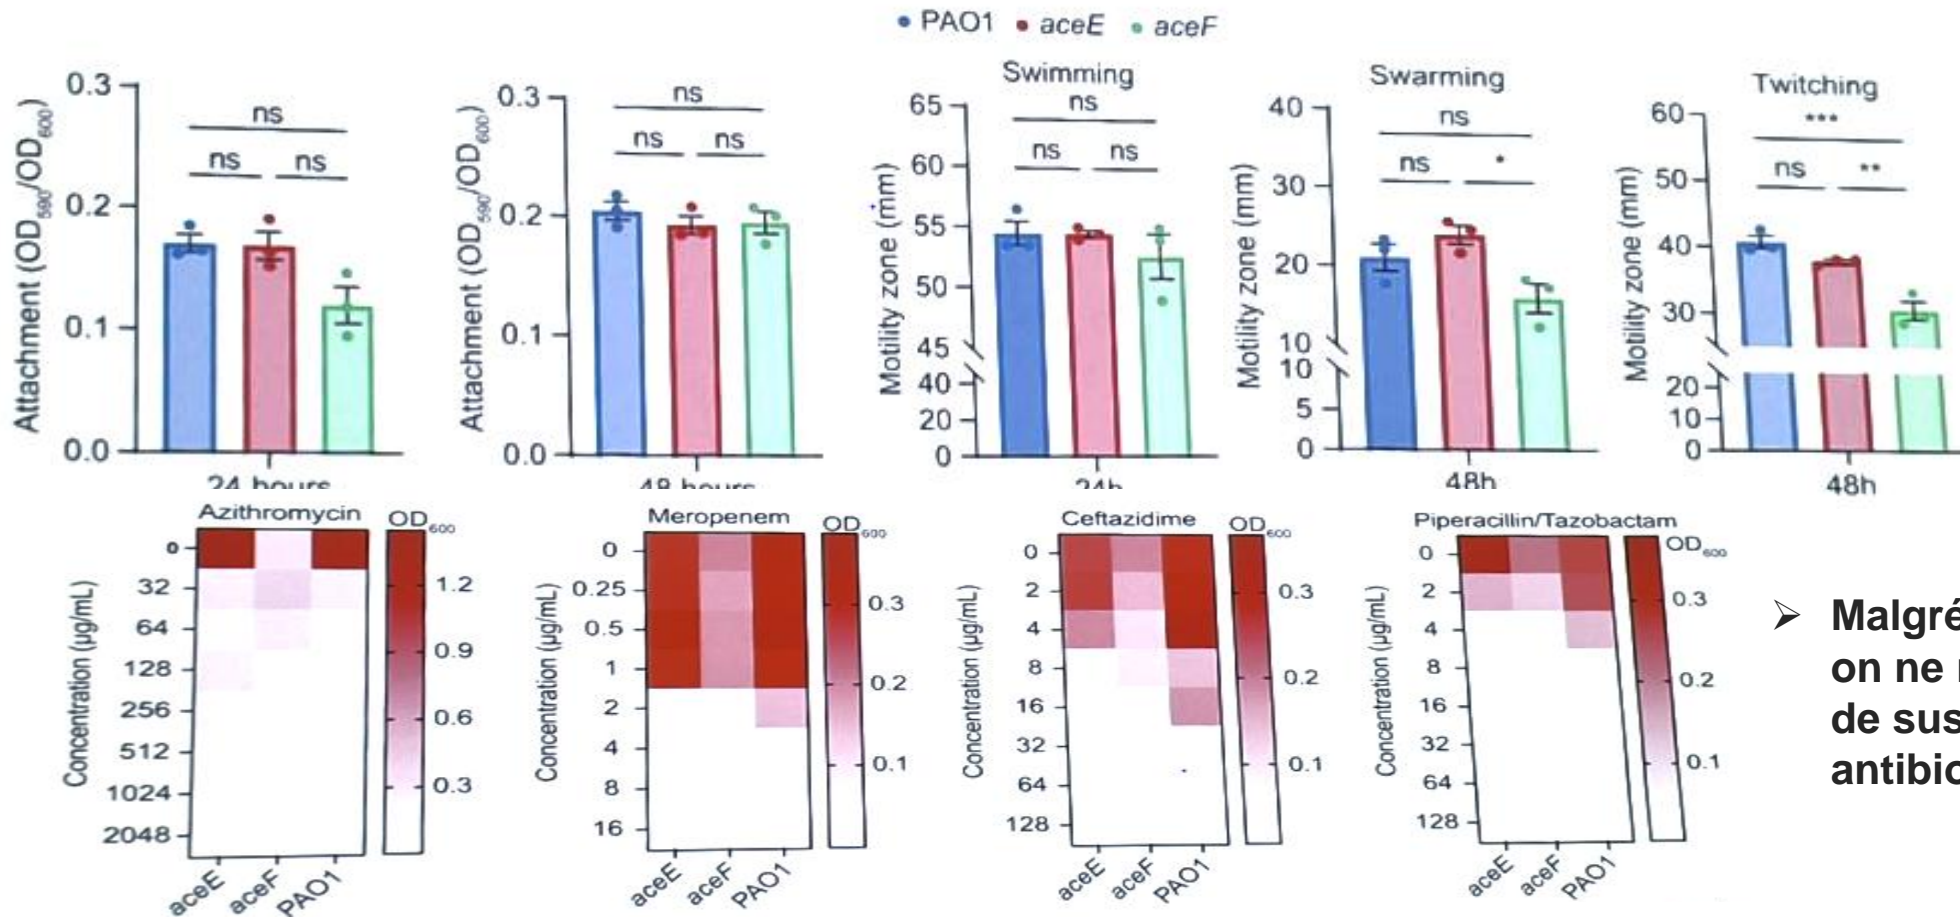 PAO1 aceE aceF
0.3
0.2
0.1
0.0
Attachment (OD590/OD600)
ns
ns ns
24 hours
0.3
0.2
0.1
0.0
Attachment (OD590/OD600)
ns
ns ns
48 hours
Swimming
65
60
55
50
45
40
20
0
Motility zone (mm)
ns
ns ns
24h
Swarming
40
30
20
10
10
5
0
Motility zone (mm)
ns
ns *
48h
Twitching
60
50
40
30
20
10
0
Motility zone (mm)
***
ns **
48h
Azithromycin OD600
0
32
64
128
256
512
1024
2048
Concentration (µg/mL)
1.2
0.9
0.6
0.3
aceE aceF PAO1
Meropenem OD600
0
0.25
0.5
1
2
4
8
16
Concentration (µg/mL)
0.3
0.2
0.1
aceE aceF PAO1
Ceftazidime OD600
0
2
4
8
16
32
64
128
Concentration (µg/mL)
0.3
0.2
0.1
aceE aceF PAO1
Piperacillin/Tazobactam
OD600
0
2
4
8
16
32
64
128
Concentration (µg/mL)
0.3
0.2
0.1
aceE aceF PAO1
➢ Malgré
on ne
de sus
antibio